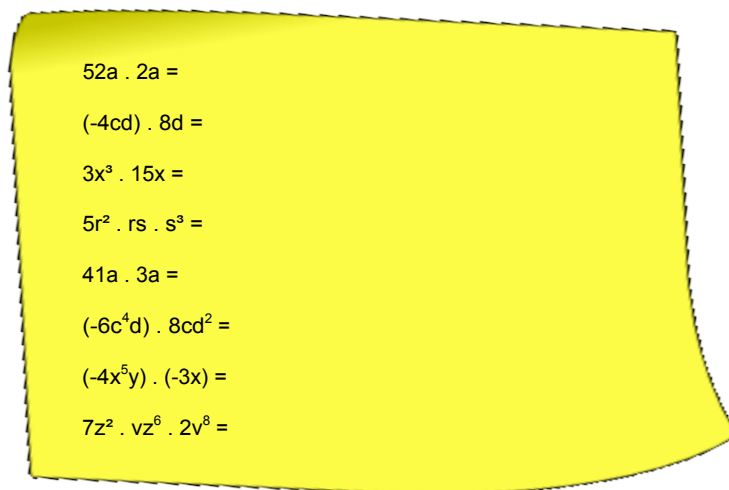 52a . 2a =
(-4cd) . 8d =
3x³ . 15x =
5r² . rs . s³ =
41a . 3a =
(-6c⁴d) . 8cd² =
(-4x⁵y) . (-3x) =
7z² . vz⁶ . 2v⁸ =